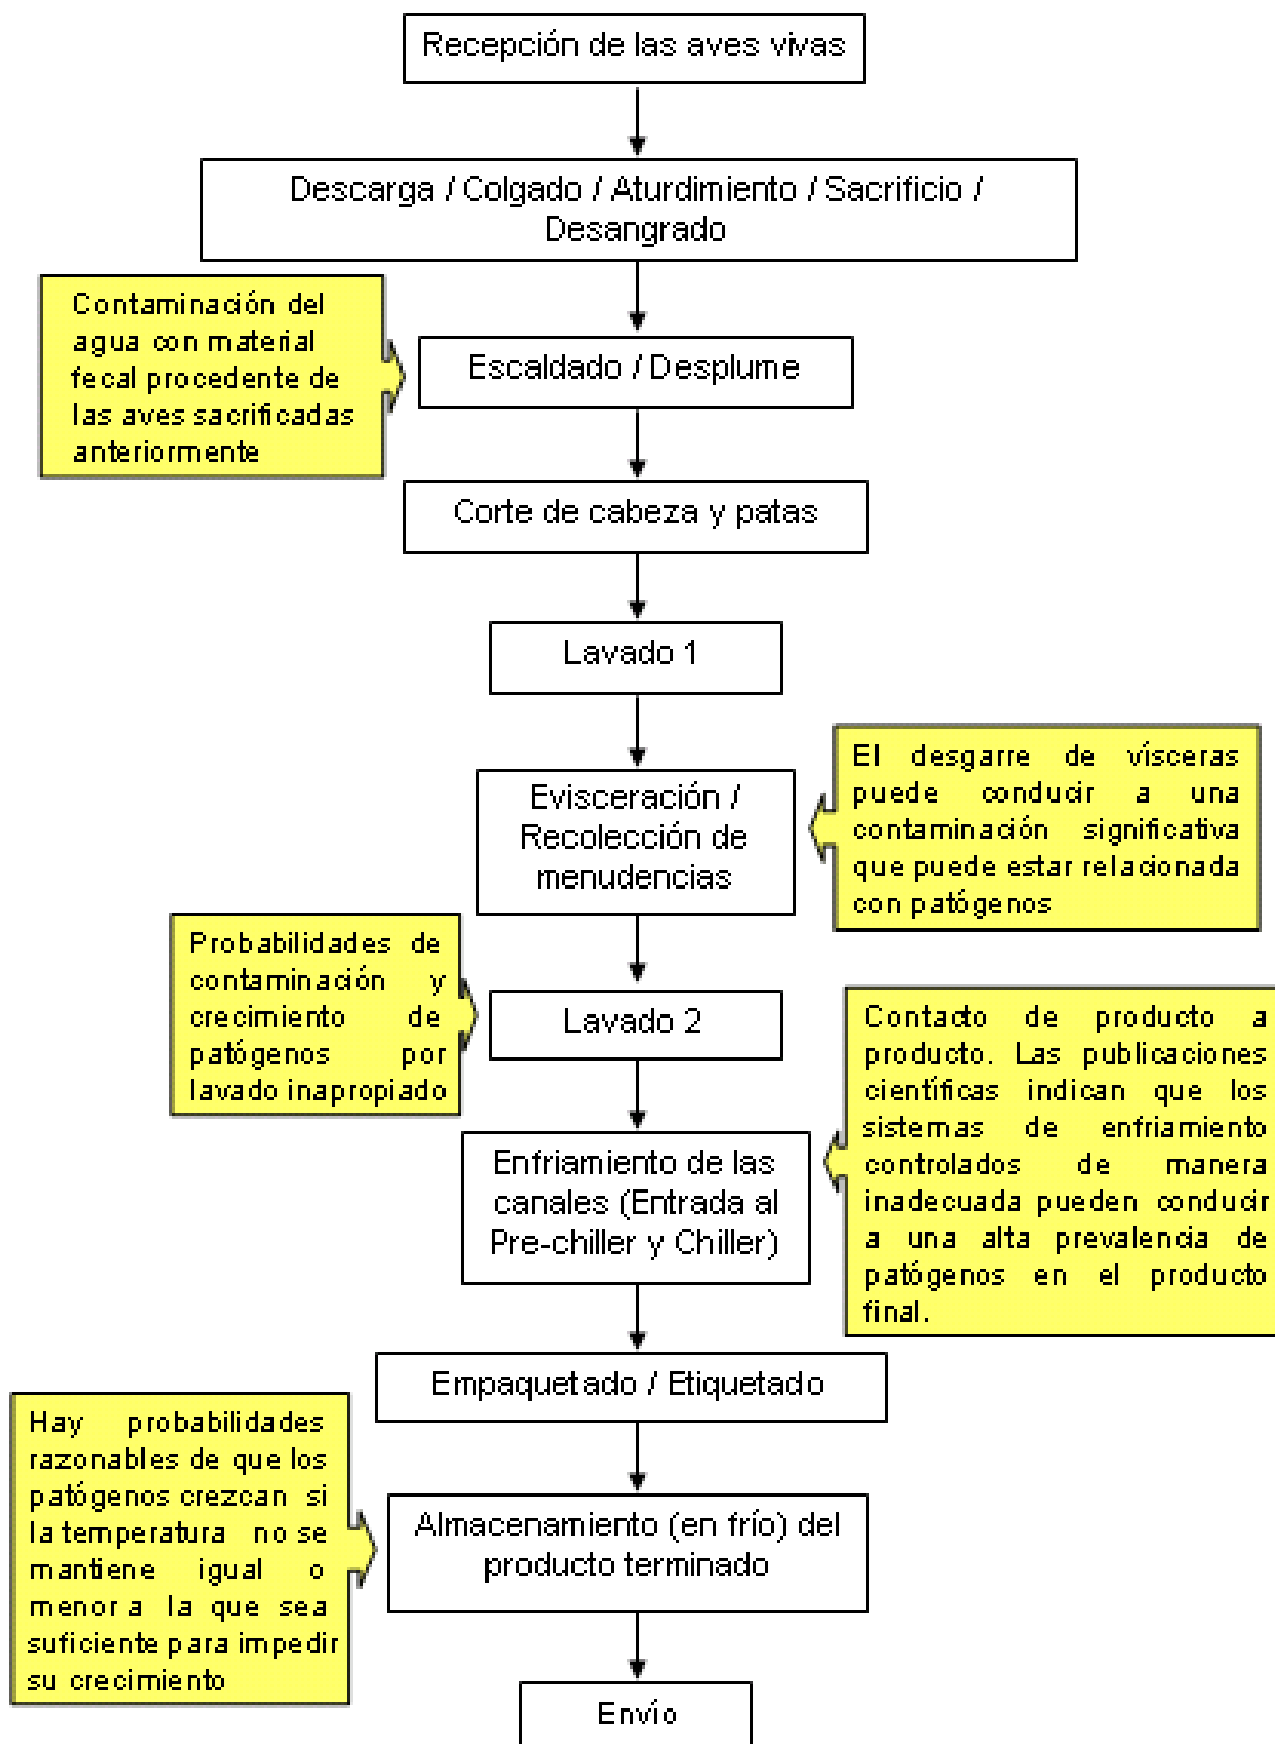 Recepción de las aves vivas
Descarga / Colgado / Aturdimiento / Sacrificio /
Desangrado
Contaminación del
agua con material
fecal procedente de
las aves sacrificadas
anteriormente
Escaldado / Desplume
Corte de cabeza y patas
Lavado 1
Evisceración /
Recolección de
menudencias
El desgarre de vísceras
puede conducir a una
contaminación significativa
que puede estar relacionada
con patógenos
Probabilidades de
contaminación y
crecimiento de
patógenos por
lavado inapropiado
Lavado 2
Contacto de producto a
producto. Las publicaciones
científicas indican que los
sistemas de enfriamiento
controlados de manera
inadecuada pueden conducir
a una alta prevalencia de
patógenos en el producto
final.
Enfriamiento de las
canales (Entrada al
Pre-chiller y Chiller)
Empaquetado / Etiquetado
Hay probabilidades
razonables de que los
patógenos crezcan si
la temperatura no se
mantiene igual o
menor a la que sea
suficiente para impedir
su crecimiento
Almacenamiento (en frío) del
producto terminado
Envío